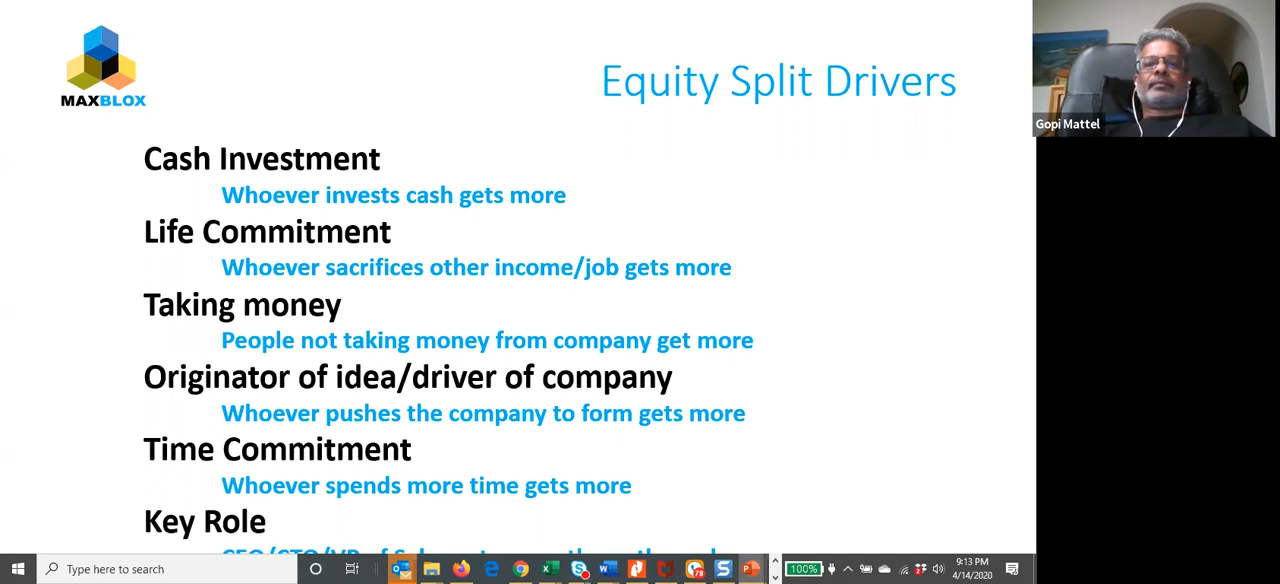 MAXBLOX
Equity Split Drivers
Gopi Mattel
Cash Investment
Whoever invests cash gets more
Life Commitment
Whoever sacrifices other income/job gets more
Taking money
People not taking money from company get more
Originator of idea/driver of company
Whoever pushes the company to form gets more
Time Commitment
Whoever spends more time gets more
Key Role
Type here to search
78
100%
9:13 PM
4/14/2020